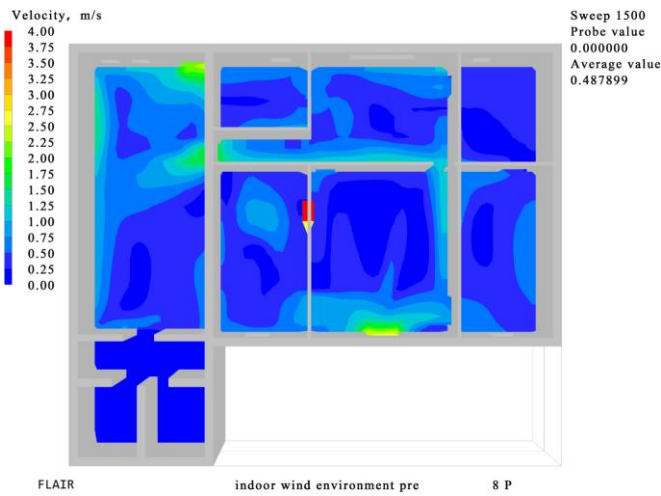 Velocity, m/s
4.00
3.75
3.50
3.25
3.00
2.75
2.50
2.25
2.00
1.75
1.50
1.25
1.00
0.75
0.50
0.25
0.00
Sweep 1500
Probe value
0.000000
Average value
0.487899
FLAIR
indoor wind environment pre
8 P